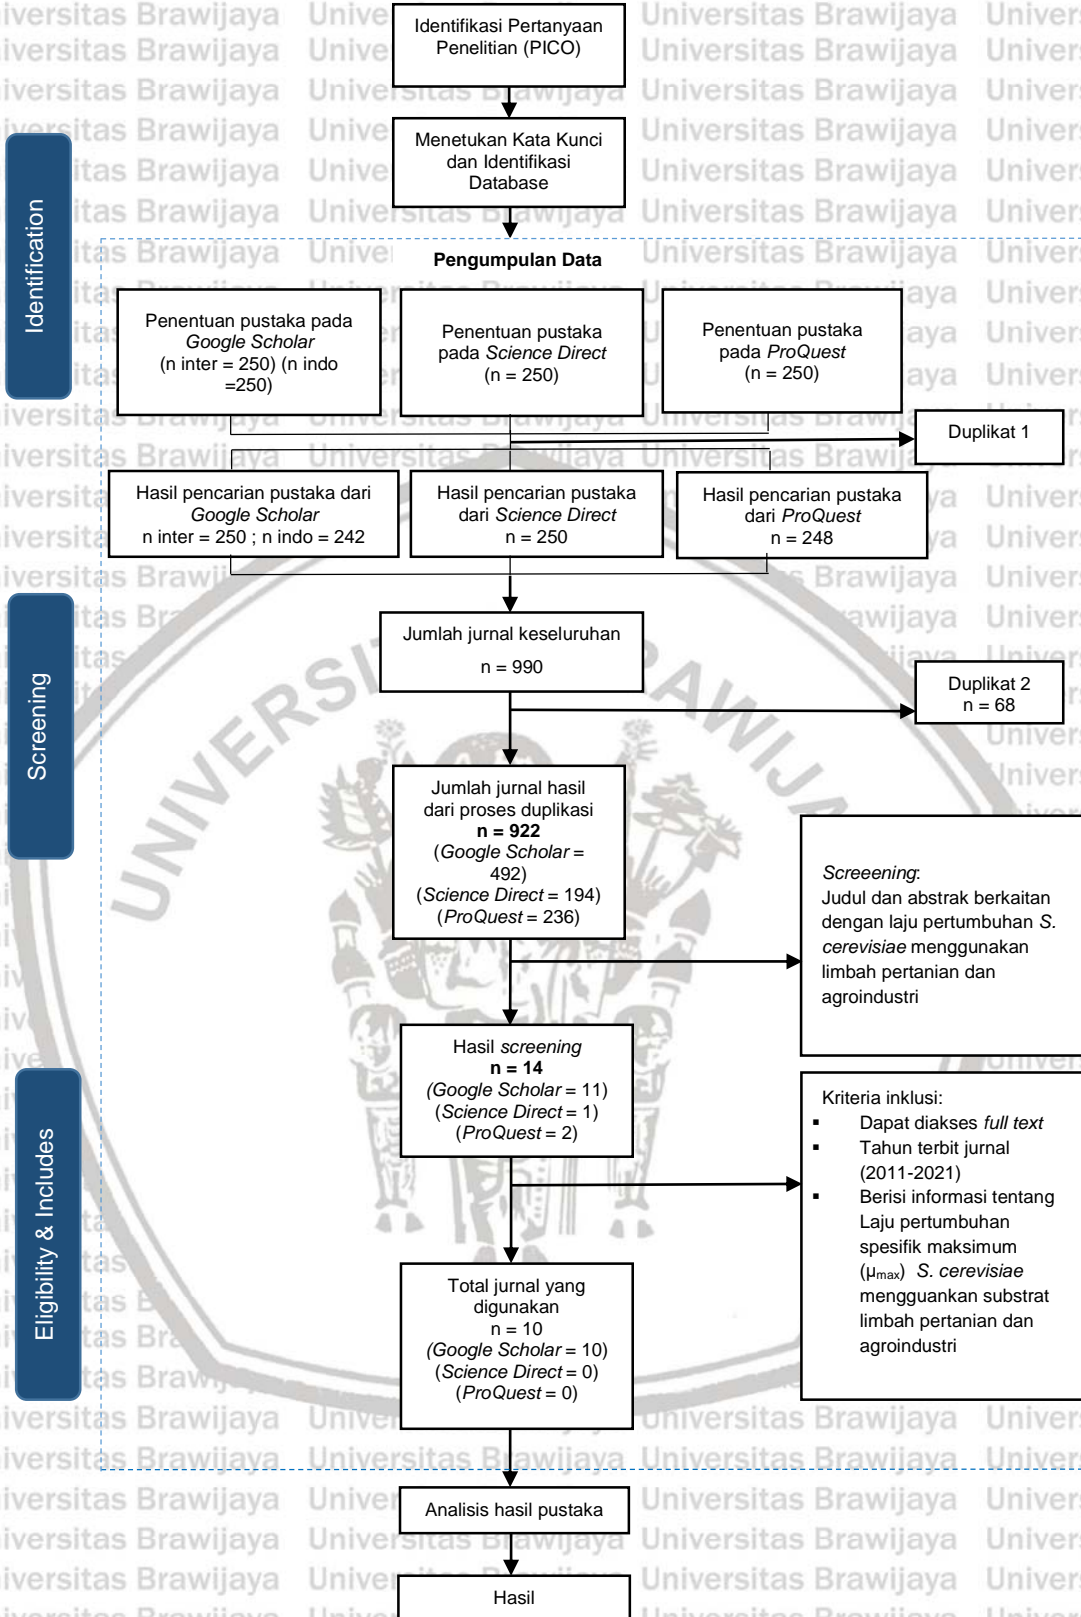 Identifikasi Pertanyaan
Penelitian (PICO)
Menetukan Kata Kunci
dan Identifikasi
Database
Identification
Pengumpulan Data
Penentuan pustaka pada
Google Scholar
(n inter = 250) (n indo
=250)
Penentuan pustaka
pada Science Direct
(n = 250)
Penentuan pustaka
pada ProQuest
(n = 250)
Duplikat 1
Hasil pencarian pustaka dari
Google Scholar
n inter = 250 ; n indo = 242
Hasil pencarian pustaka
dari Science Direct
n = 250
Hasil pencarian pustaka
dari ProQuest
n = 248
Screening
Jumlah jurnal keseluruhan
n = 990
Duplikat 2
n = 68
Jumlah jurnal hasil
dari proses duplikasi
n = 922
(Google Scholar =
492)
(Science Direct = 194)
(ProQuest = 236)
Screeening:
Judul dan abstrak berkaitan
dengan laju pertumbuhan S.
cerevisiae menggunakan
limbah pertanian dan
agroindustri
Hasil screening
n = 14
(Google Scholar = 11)
(Science Direct = 1)
(ProQuest = 2)
Eligibility & Includes
Kriteria inklusi:
▪ Dapat diakses full text
▪ Tahun terbit jurnal
(2011-2021)
▪ Berisi informasi tentang
Laju pertumbuhan
spesifik maksimum
(µmax) S. cerevisiae
mengguankan substrat
limbah pertanian dan
agroindustri
Total jurnal yang
digunakan
n = 10
(Google Scholar = 10)
(Science Direct = 0)
(ProQuest = 0)
Analisis hasil pustaka
Hasil